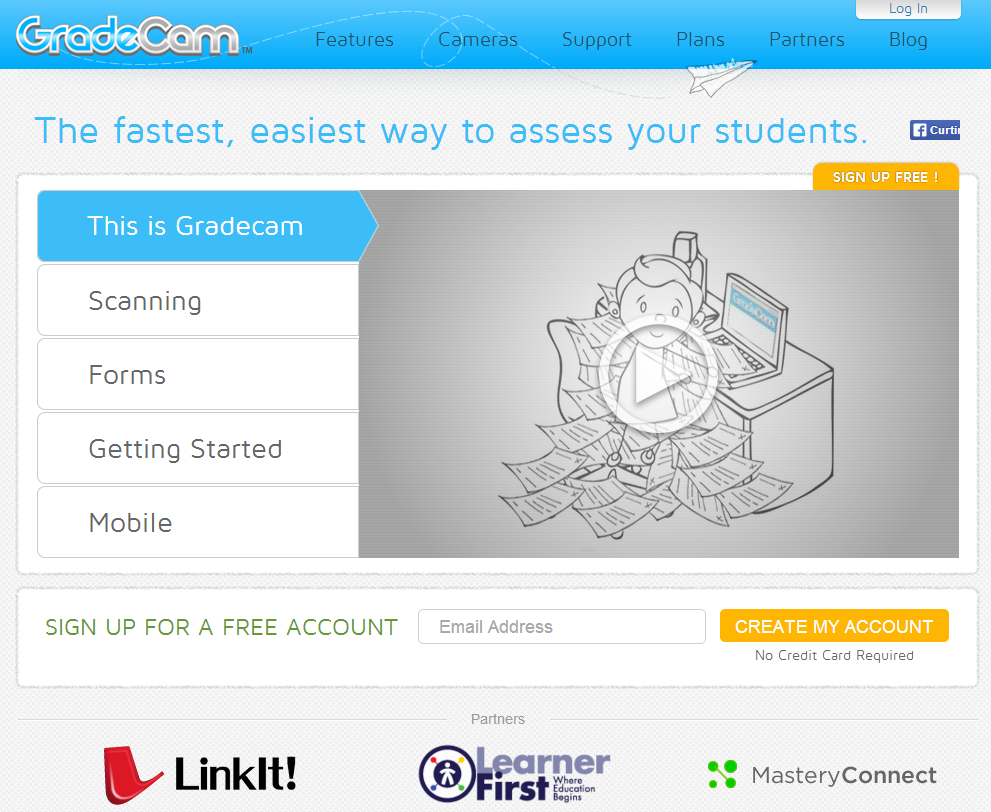 Log In
GradeCam™
Features Cameras Support Plans Partners Blog
The fastest, easiest way to assess your students.
Curti
SIGN UP FREE !
This is Gradecam
Scanning
Forms
Getting Started
Mobile
GradeCam
SIGN UP FOR A FREE ACCOUNT
Email Address
CREATE MY ACCOUNT
No Credit Card Required
Partners
LinkIt!
Learner
First
Where
Education
Begins
MasteryConnect